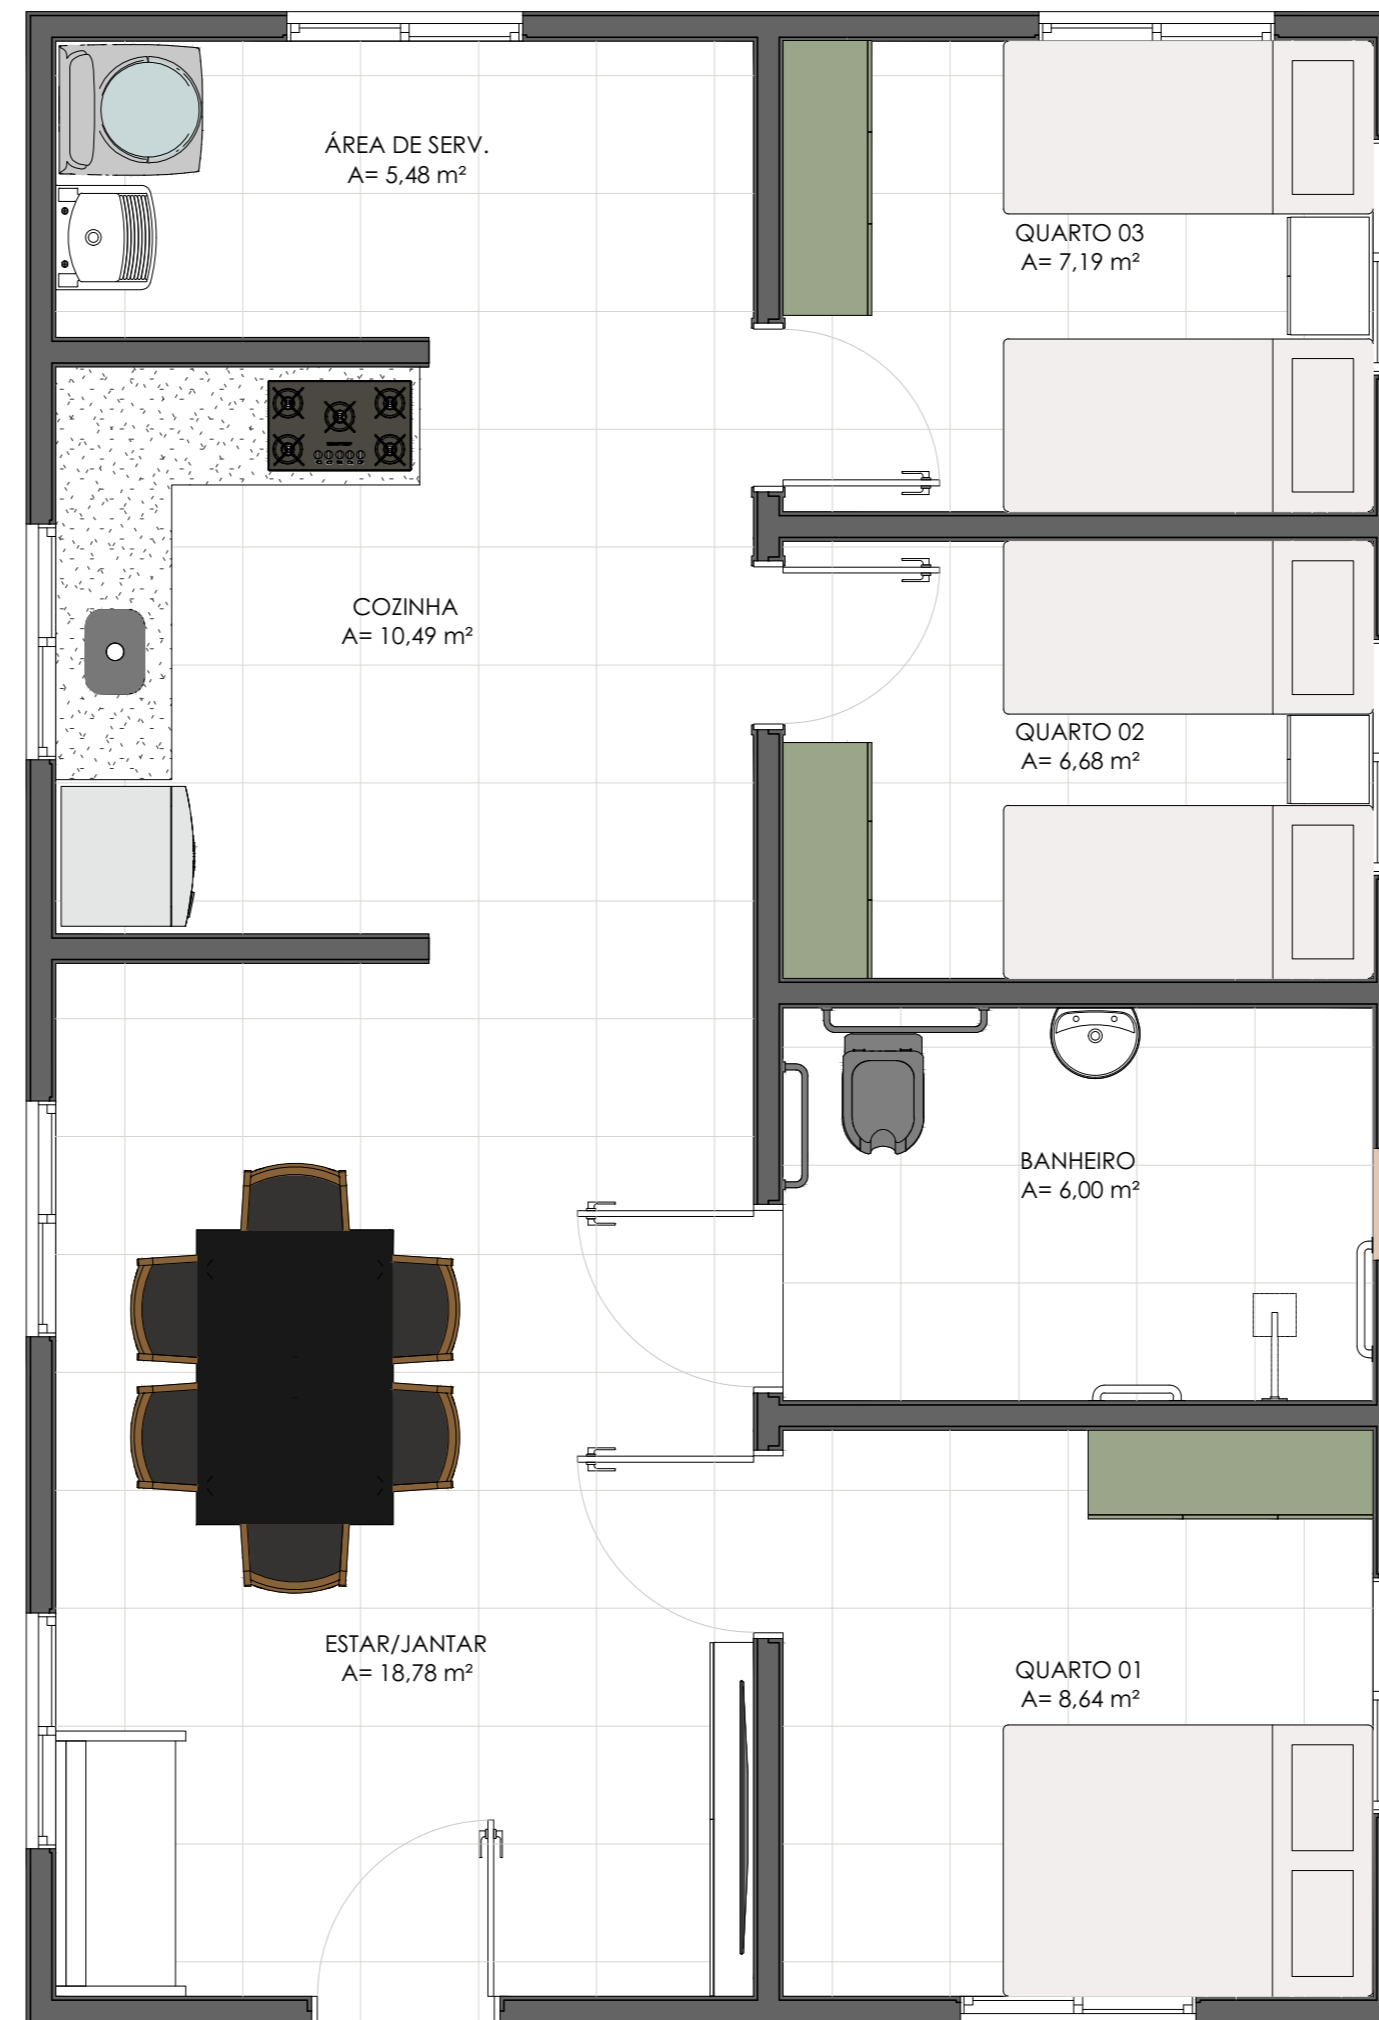 ÁREA DE SERV.
A= 5,48 m²
QUARTO 03
A= 7,19 m²
COZINHA
A= 10,49 m²
QUARTO 02
A= 6,68 m²
BANHEIRO
A= 6,00 m²
ESTAR/JANTAR
A= 18,78 m²
QUARTO 01
A= 8,64 m²